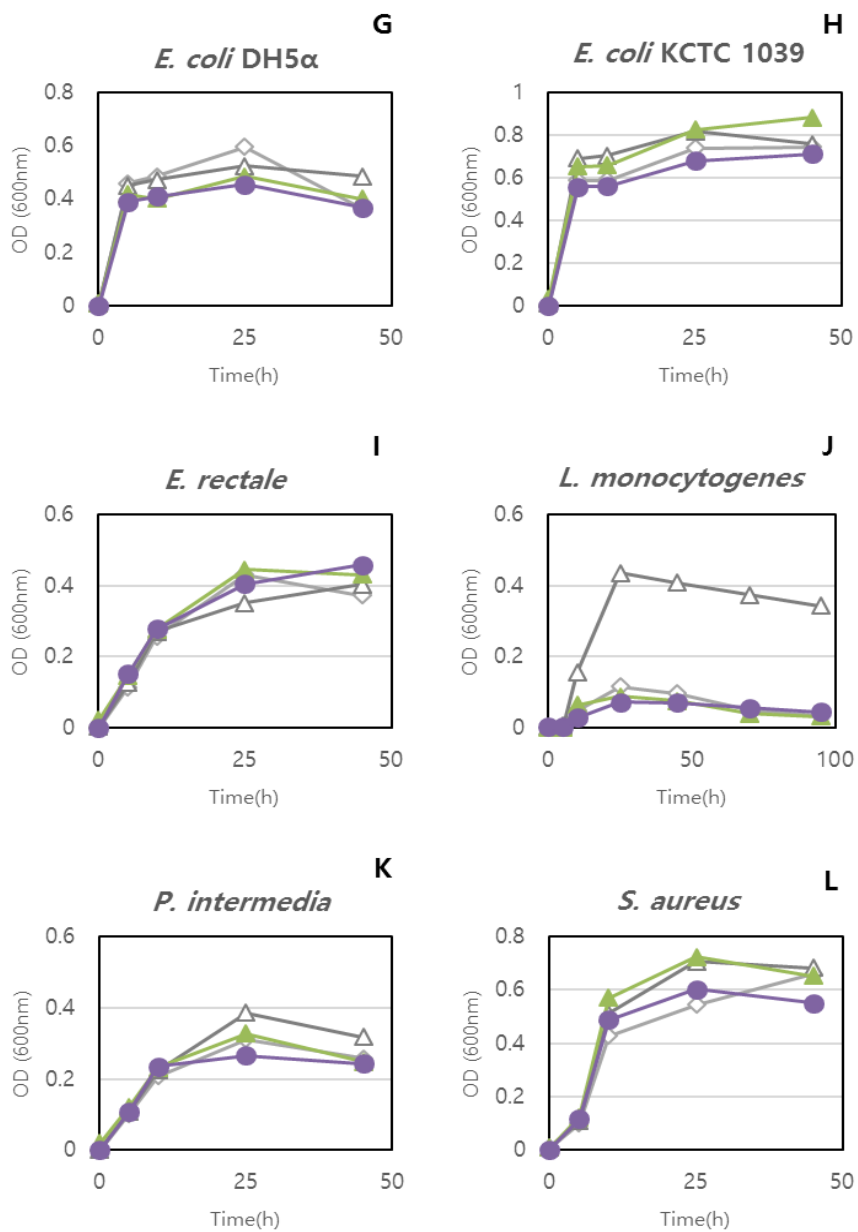 G
E. coli DH5α
0.8
0.6
0.4
0.2
0
OD (600nm)
0
25
50
Time(h)
H
E. coli KCTC 1039
1
0.8
0.6
0.4
0.2
0
OD (600nm)
0
25
50
Time(h)
I
E. rectale
0.6
0.4
0.2
0
OD (600nm)
0
25
50
Time(h)
J
L. monocytogenes
0.6
0.4
0.2
0
OD (600nm)
0
50
100
Time(h)
K
P. intermedia
0.6
0.4
0.2
0
OD (600nm)
0
25
50
Time(h)
L
S. aureus
0.8
0.6
0.4
0.2
0
OD (600nm)
0
25
50
Time(h)